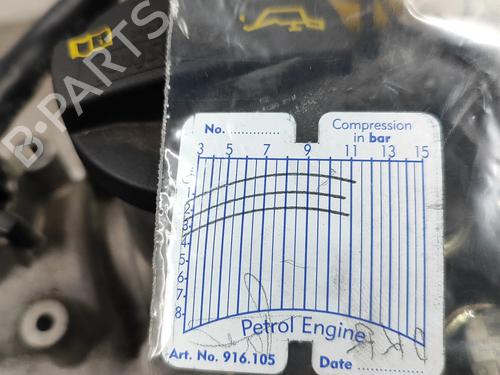 No. ..............
Compression
in bar
3 5 7 9 11 13 15
1
2
3
4
5
6
7
8
Petrol Engine
Art. No. 916.105
Date ..............
B-PARTS